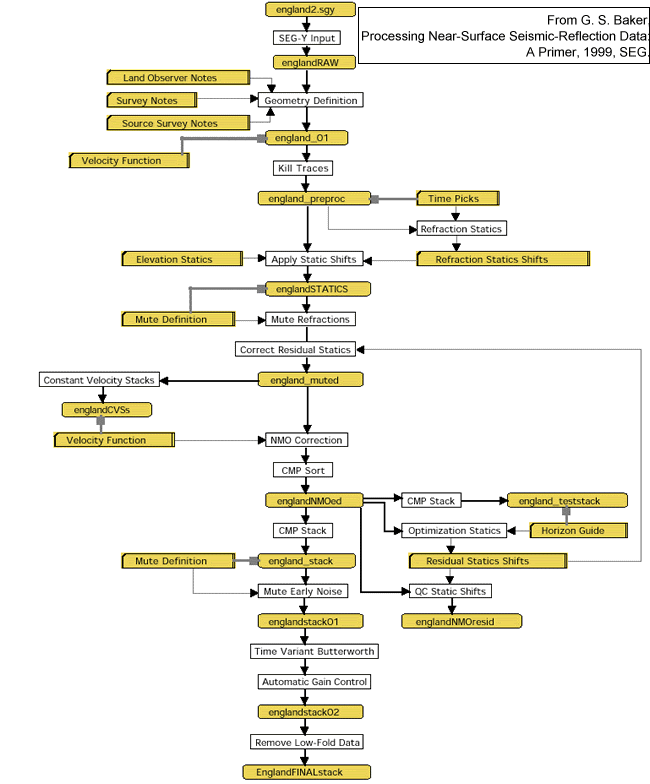 england2.sgy
From G. S. Baker,
Processing Near-Surface Seismic-Reflection Data:
A Primer, 1999, SEG.
SEG-Y Input
englandRAW
Land Observer Notes
Survey Notes
Geometry Definition
Source Survey Notes
england_01
Velocity Function
Kill Traces
england_preproc
Time Picks
Refraction Statics
Elevation Statics
Apply Static Shifts
Refraction Statics Shifts
englandSTATICS
Mute Definition
Mute Refractions
Correct Residual Statics
Constant Velocity Stacks
england_muted
englandCVSs
Velocity Function
NMO Correction
CMP Sort
englandNMOed
CMP Stack
england_teststack
CMP Stack
Optimization Statics
Horizon Guide
Mute Definition
england_stack
Residual Statics Shifts
Mute Early Noise
QC Static Shifts
englandstack01
englandNMOresid
Time Variant Butterworth
Automatic Gain Control
englandstack02
Remove Low-Fold Data
EnglandFINALstack